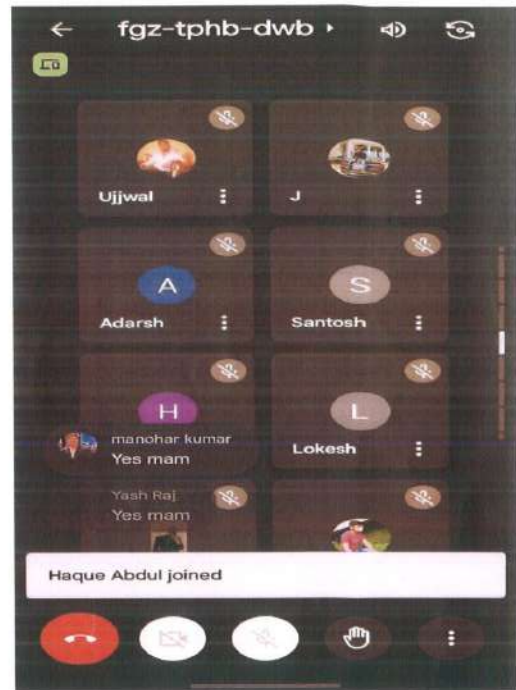 fgz-tphb-dwb
Ujjwal
J
A
Adarsh
S
Santosh
H
L
Lokesh
manohar kumar
Yes mam
Yash Raj
Yes mam
Haque Abdul joined